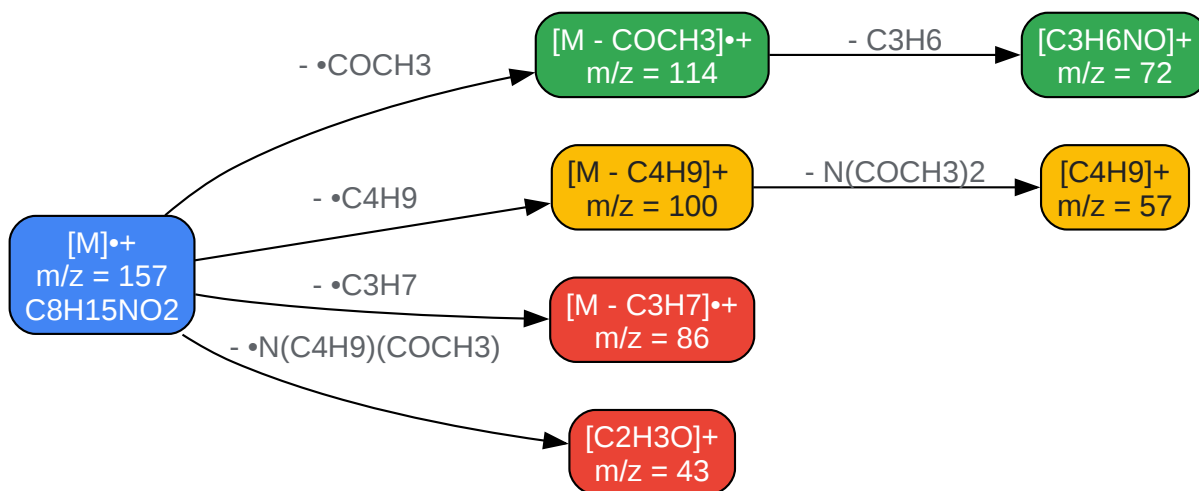 [M - COCH3]•+
m/z = 114
- C3H6
[C3H6NO]+
m/z = 72
- •COCH3
[M - C4H9]+
m/z = 100
- N(COCH3)2
[C4H9]+
m/z = 57
- •C4H9
[M]•+
m/z = 157
C8H15NO2
- •C3H7
[M - C3H7]•+
m/z = 86
- •N(C4H9)(COCH3)
[C2H3O]+
m/z = 43